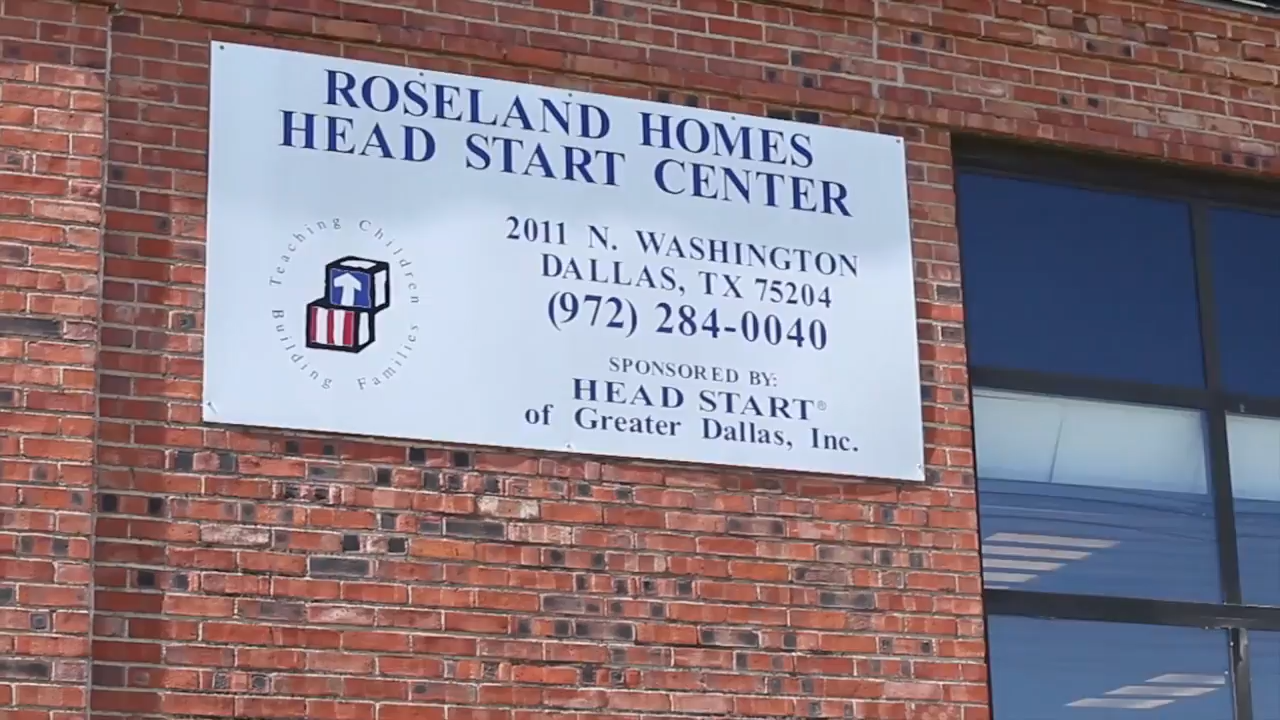 ROSELAND HOMES
HEAD START CENTER
Teaching Children
Building Families
2011 N. WASHINGTON
DALLAS, TX 75204
(972) 284-0040
SPONSORED BY:
HEAD START®
of Greater Dallas, Inc.